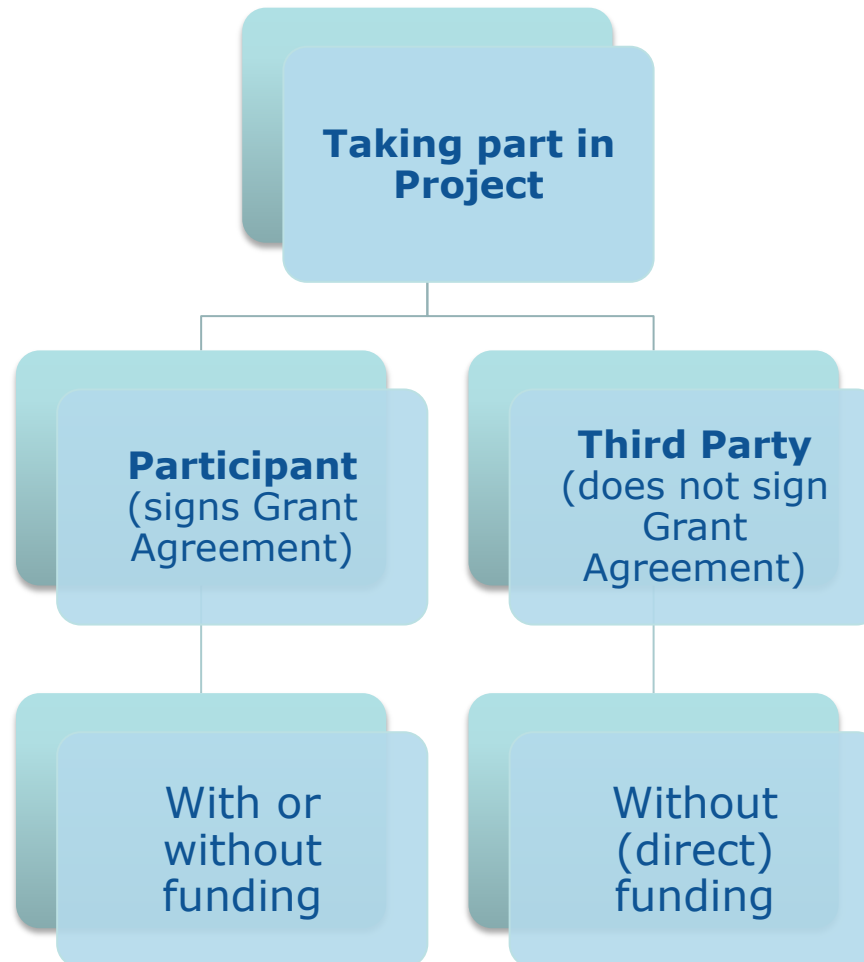 Taking part in
Project
Participant
(signs Grant
Agreement)
Third Party
(does not sign
Grant
Agreement)
With or
without
funding
Without
(direct)
funding